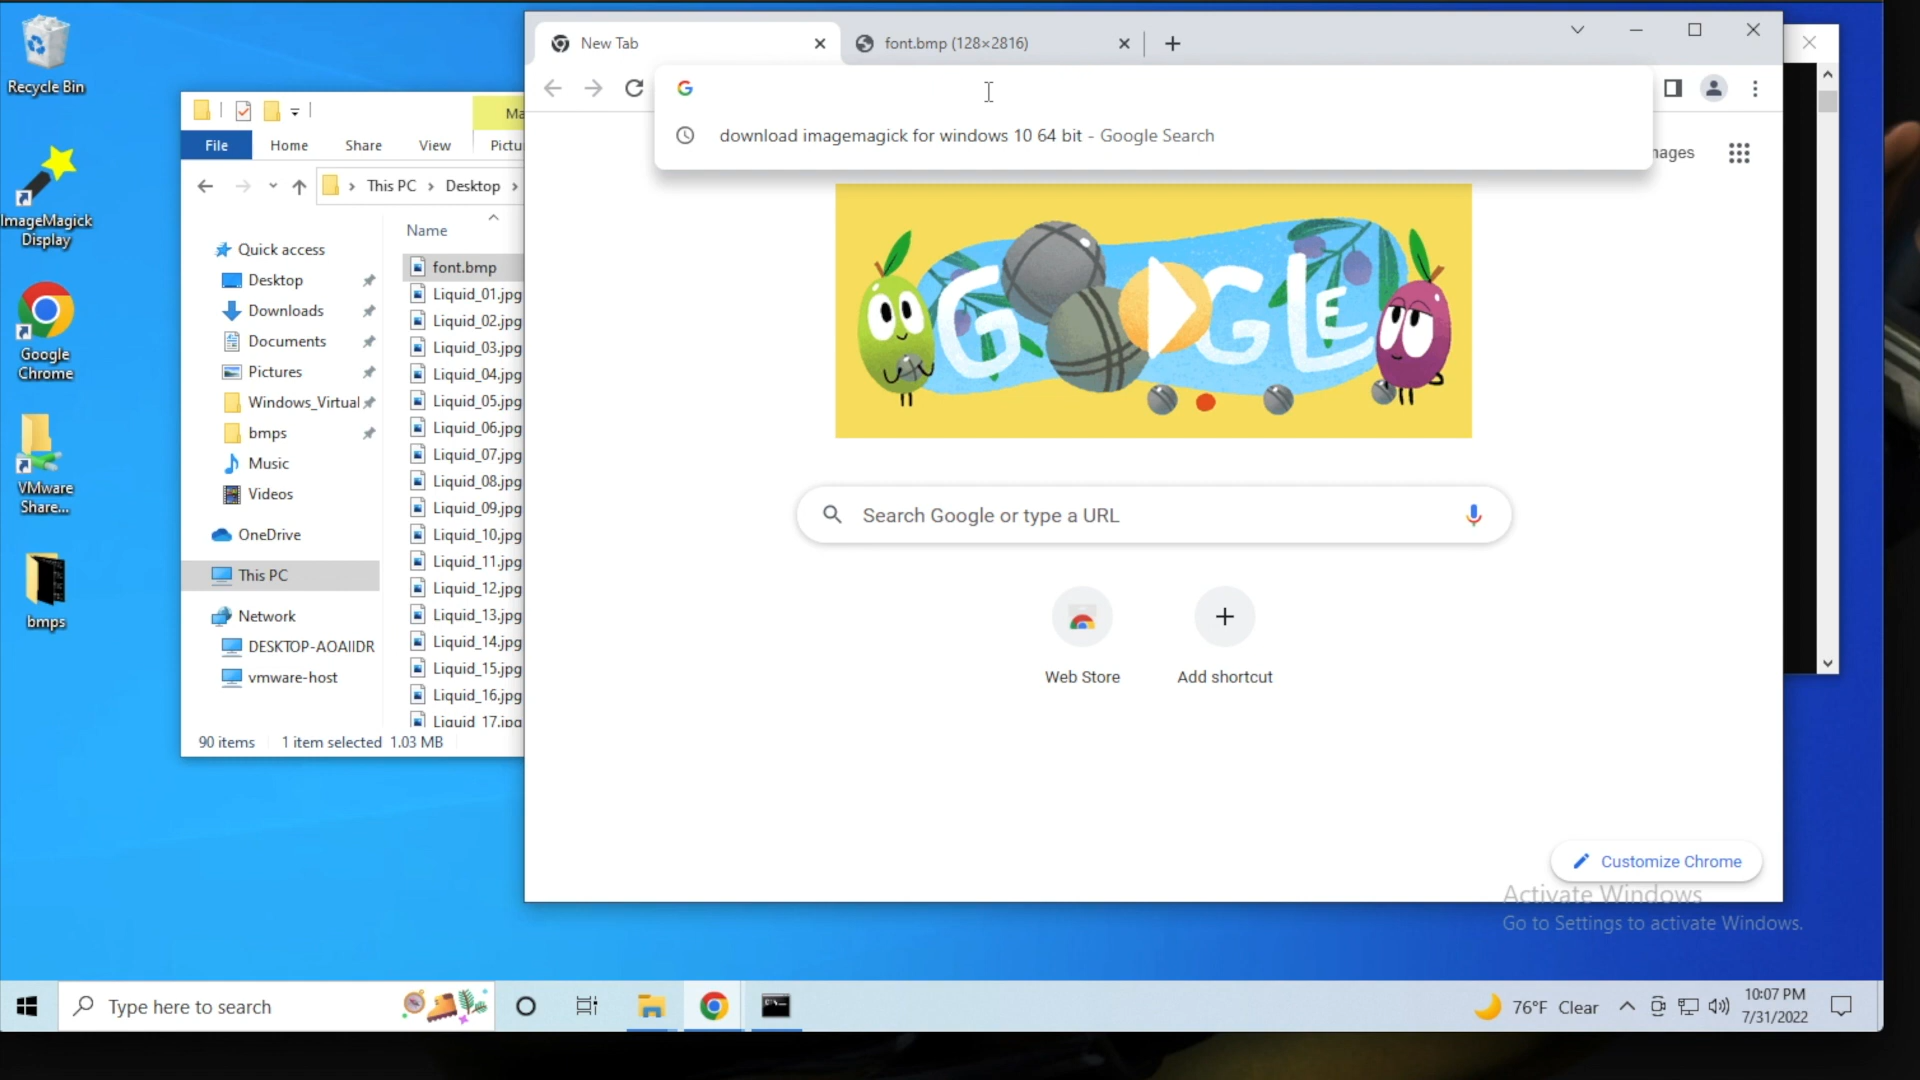 Recycle Bin
ImageMagick
Display
Google
Chrome
VMware
Share...
bmps
File
Home
Share
View
This PC
Desktop
Name
Quick access
Desktop
Downloads
Documents
Pictures
Windows_Virtual
bmps
Music
Videos
OneDrive
This PC
Network
DESKTOP-AOAIIDR
vmware-host
font.bmp
Liquid_01.jpg
Liquid_02.jpg
Liquid_03.jpg
Liquid_04.jpg
Liquid_05.jpg
Liquid_06.jpg
Liquid_07.jpg
Liquid_08.jpg
Liquid_09.jpg
Liquid_10.jpg
Liquid_11.jpg
Liquid_12.jpg
Liquid_13.jpg
Liquid_14.jpg
Liquid_15.jpg
Liquid_16.jpg
Liquid_17.jpg
90 items 1 item selected 1.03 MB
New Tab
font.bmp (128×2816)
download imagemagick for windows 10 64 bit - Google Search
GOOGLE
Search Google or type a URL
Web Store
Add shortcut
Customize Chrome
Activate Windows
Go to Settings to activate Windows.
Type here to search
76°F Clear
10:07 PM
7/31/2022